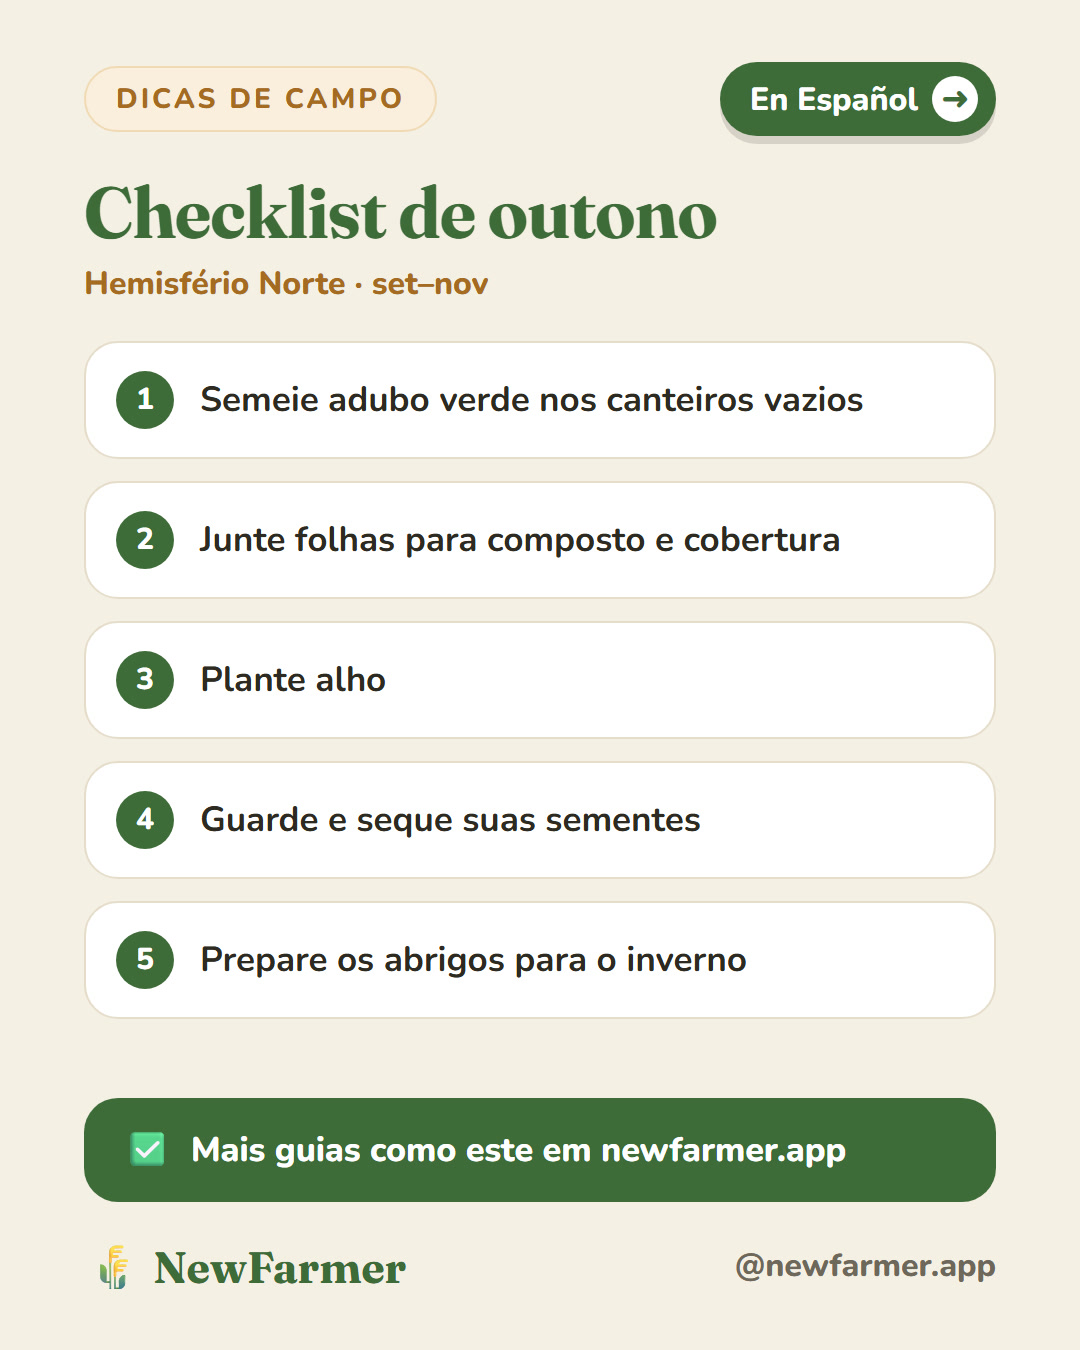 DICAS DE CAMPO
En Español ➜
Checklist de outono
Hemisfério Norte · set–nov
1 Semeie adubo verde nos canteiros vazios
2 Junte folhas para composto e cobertura
3 Plante alho
4 Guarde e seque suas sementes
5 Prepare os abrigos para o inverno
✅ Mais guias como este em newfarmer.app
NewFarmer
@newfarmer.app